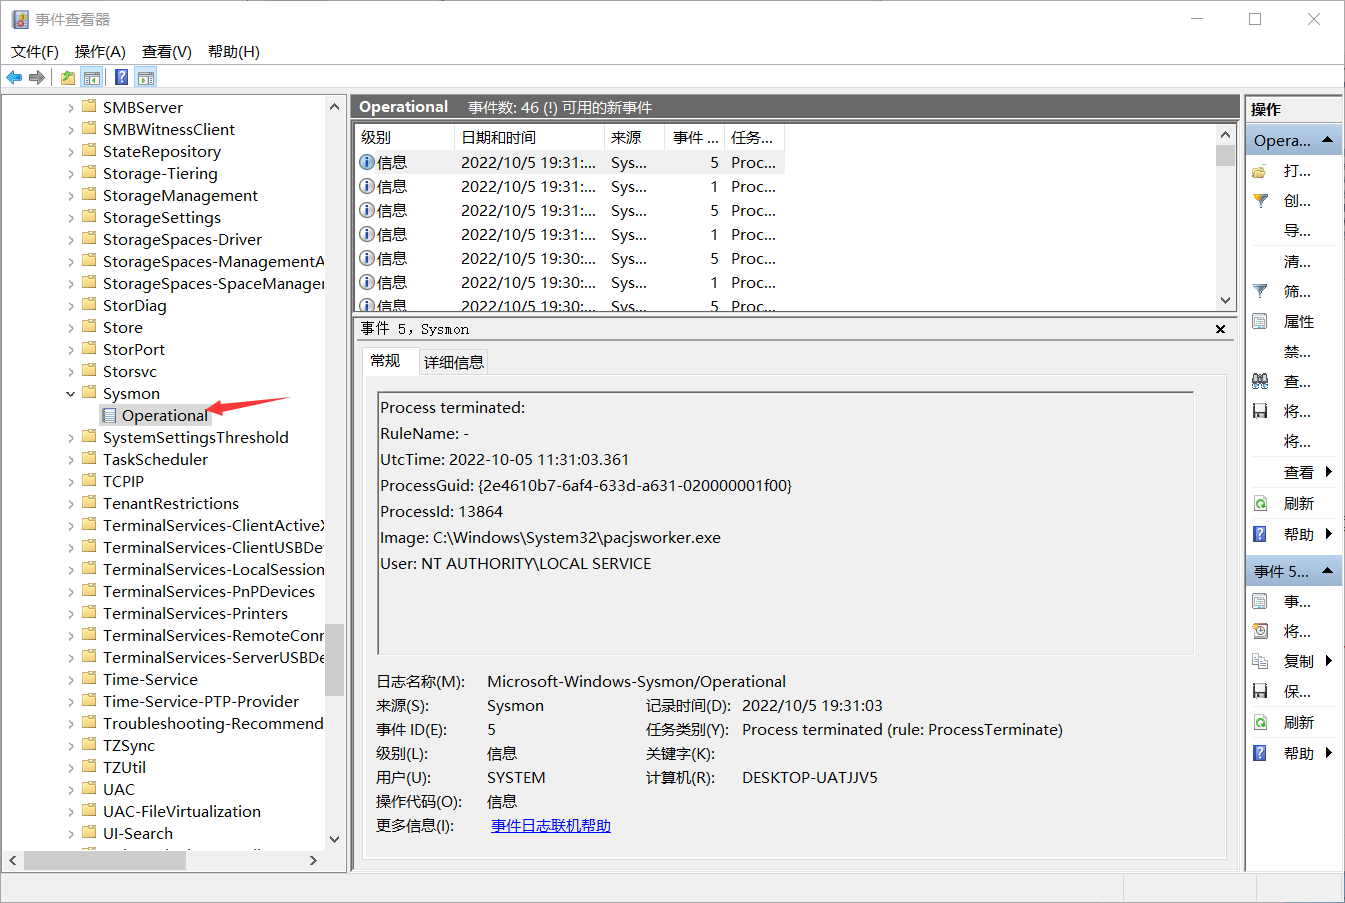 事件查看器
文件(F) 操作(A) 查看(V) 帮助(H)
SMBServer
SMBWitnessClient
StateRepository
Storage-Tiering
StorageManagement
StorageSettings
StorageSpaces-Driver
StorageSpaces-ManagementA
StorageSpaces-SpaceManager
StorDiag
Store
StorPort
Storsvc
Sysmon
Operational
SystemSettingsThreshold
TaskScheduler
TCPIP
TenantRestrictions
TerminalServices-ClientActiveX
TerminalServices-ClientUSBDe
TerminalServices-LocalSession
TerminalServices-PnPDevices
TerminalServices-Printers
TerminalServices-RemoteConn
TerminalServices-ServerUSBDe
Time-Service
Time-Service-PTP-Provider
Troubleshooting-Recommend
TZSync
TZUtil
UAC
UAC-FileVirtualization
UI-Search
Operational 事件数: 46 (!) 可用的新事件
级别 日期和时间 来源 事件 ... 任务...
信息 2022/10/5 19:31:... Sys... 5 Proc...
信息 2022/10/5 19:31:... Sys... 1 Proc...
信息 2022/10/5 19:31:... Sys... 5 Proc...
信息 2022/10/5 19:31:... Sys... 1 Proc...
信息 2022/10/5 19:30:... Sys... 5 Proc...
信息 2022/10/5 19:30:... Sys... 1 Proc...
信息 2022/10/5 19:30:... Sys... 5 Proc...
事件 5，Sysmon
常规 详细信息
Process terminated:
RuleName: -
UtcTime: 2022-10-05 11:31:03.361
ProcessGuid: {2e4610b7-6af4-633d-a631-020000001f00}
ProcessId: 13864
Image: C:\Windows\System32\pacjsworker.exe
User: NT AUTHORITY\LOCAL SERVICE
日志名称(M): Microsoft-Windows-Sysmon/Operational
来源(S): Sysmon 记录时间(D): 2022/10/5 19:31:03
事件 ID(E): 5 任务类别(Y): Process terminated (rule: ProcessTerminate)
级别(L): 信息 关键字(K):
用户(U): SYSTEM 计算机(R): DESKTOP-UATJJV5
操作代码(O): 信息
更多信息(I): 事件日志联机帮助
操作
Opera...
打...
创...
导...
清...
筛...
属性
禁...
查...
将...
将...
查看
刷新
帮助
事件 5...
事...
将...
复制
保...
刷新
帮助